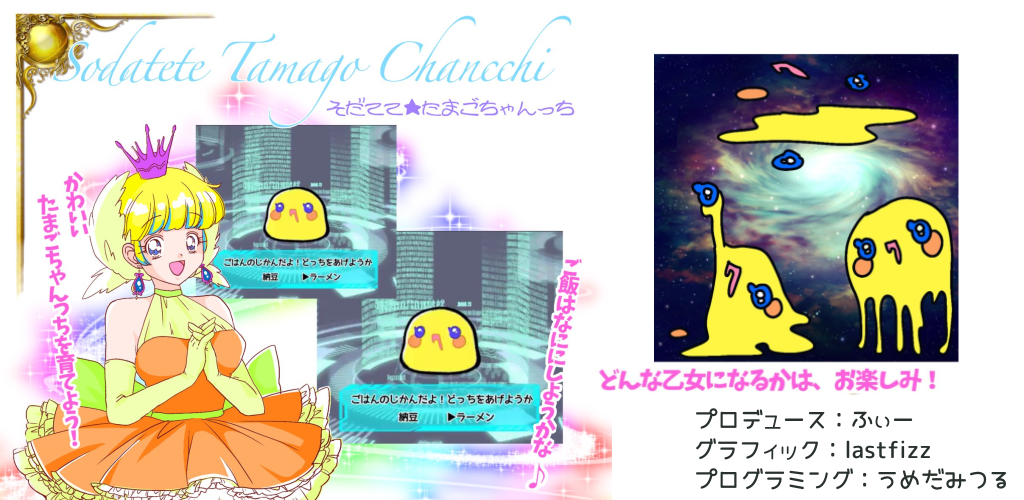 Sodatete Tamago Chancchi
そだてて★たまごちゃんっち
かわいい
たまごちゃんっちを育てよう！
ごはんのじかんだよ！どっちをあげようか
納豆 ▶ラーメン
ごはんのじかんだよ！どっちをあげようか
納豆 ▶ラーメン
ご飯はなににしようかな♪
どんな乙女になるかは、お楽しみ！
プロデュース：ふぃー
グラフィック：lastfizz
プログラミング：うめだみつる